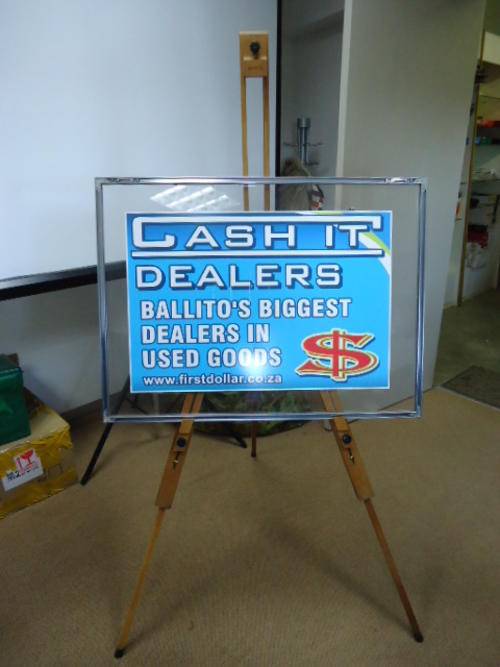 CASH IT
DEALERS
BALLITO'S BIGGEST
DEALERS IN
USED GOODS
$
www.firstdollar.co.za